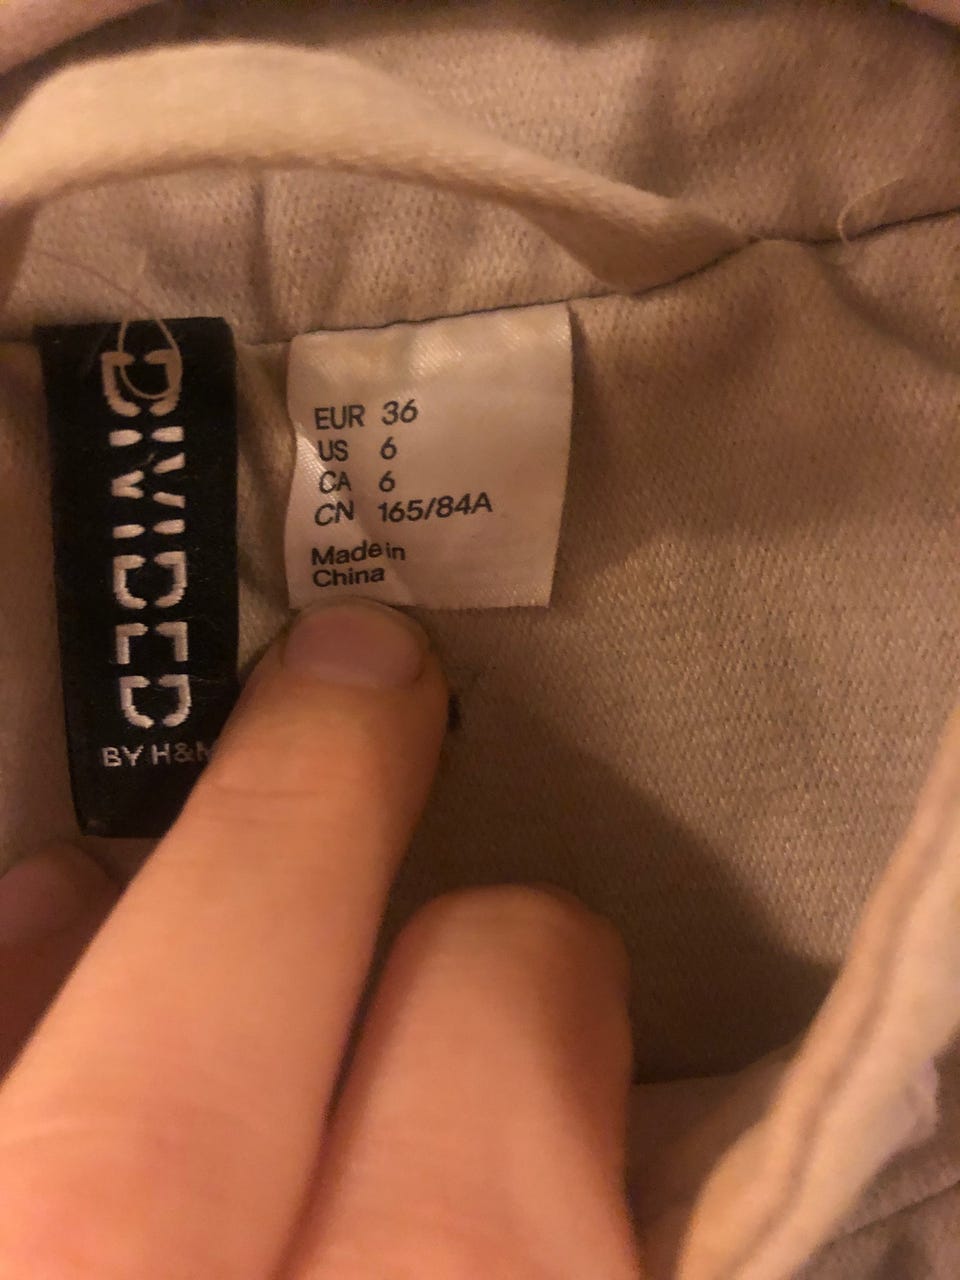 DIVIDED
BY H&M
EUR 36
US 6
CA 6
CN 165/84A
Made in
China